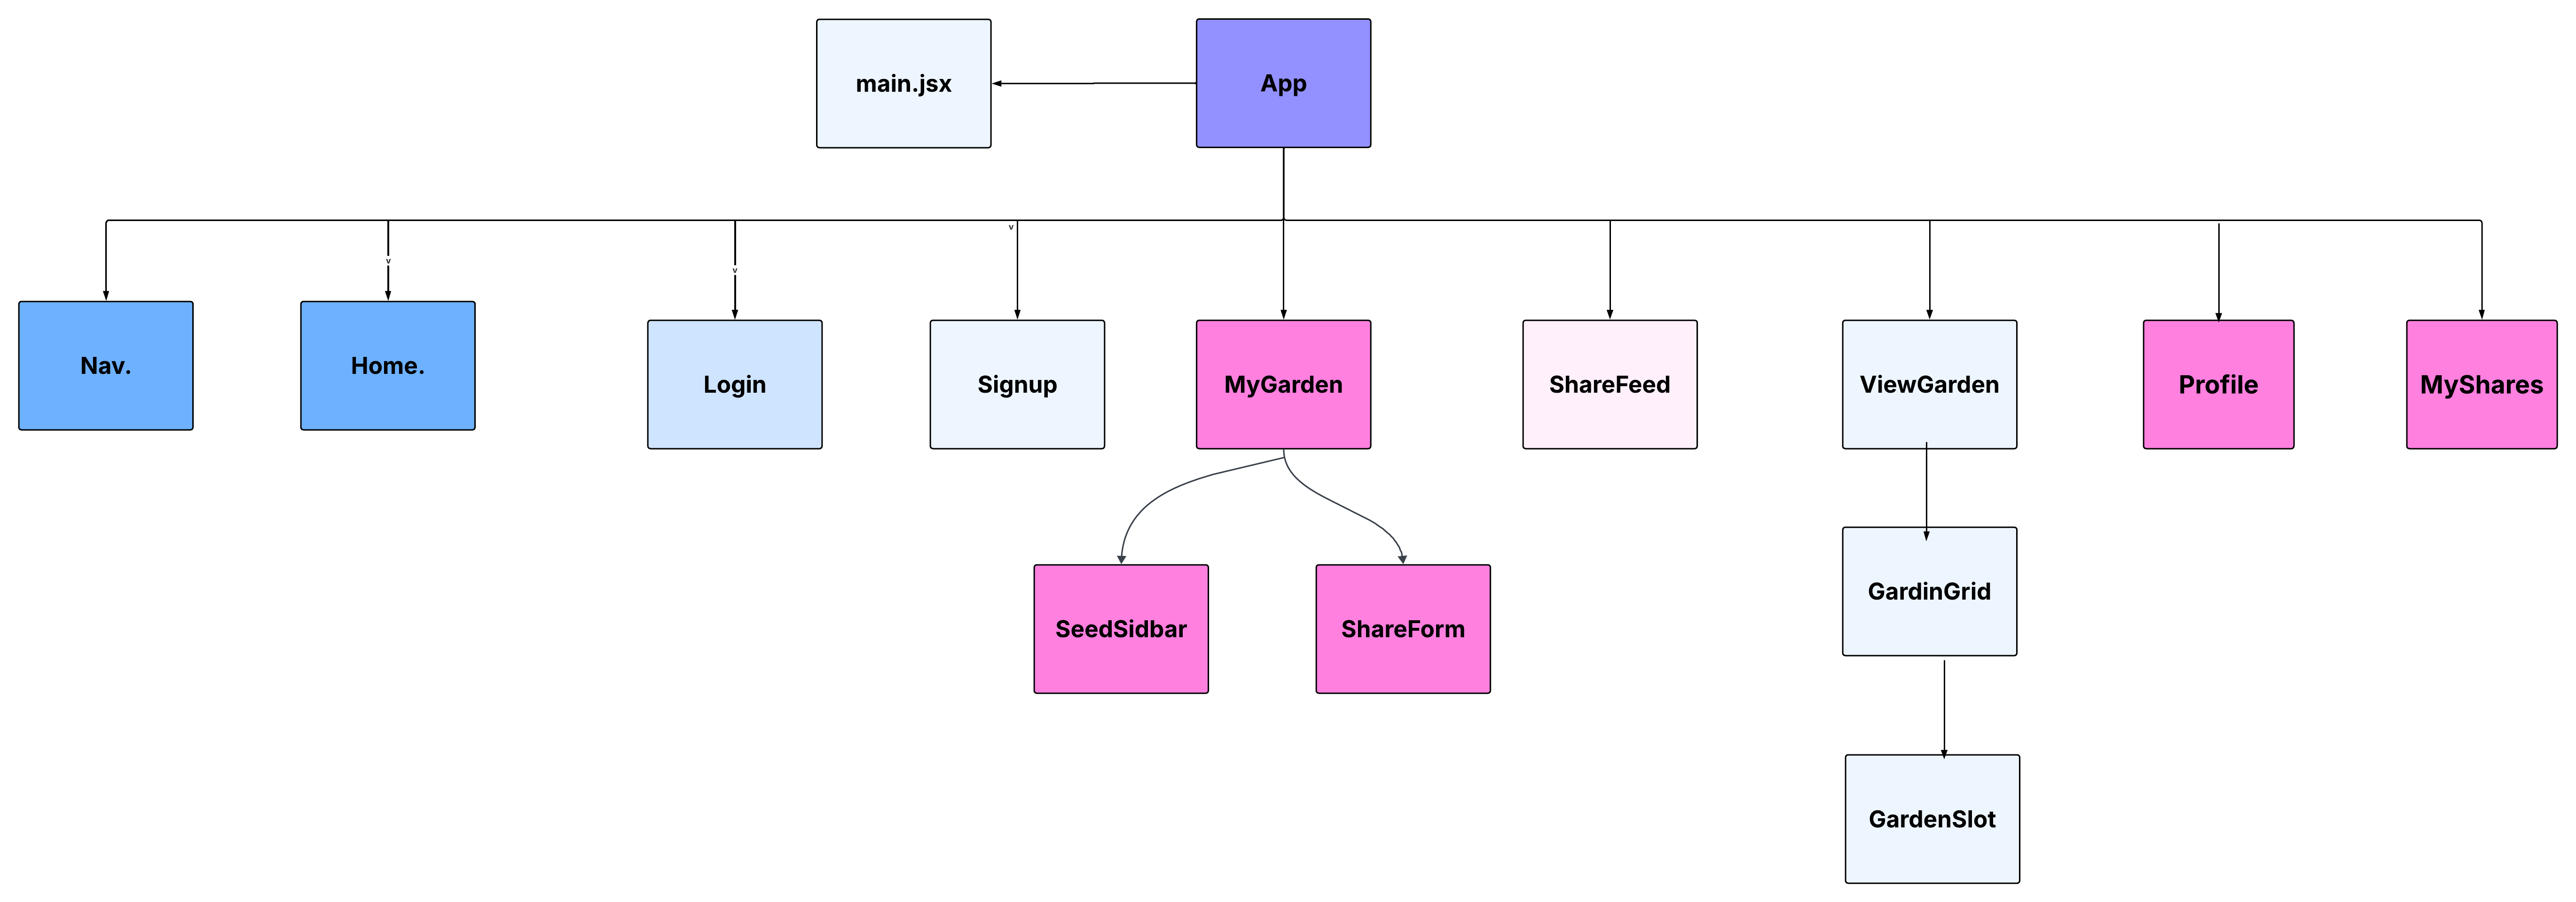 main.jsx
App
v
v
v
Nav.
Home.
Login
Signup
MyGarden
ShareFeed
ViewGarden
Profile
MyShares
SeedSidbar
ShareForm
GardinGrid
GardenSlot